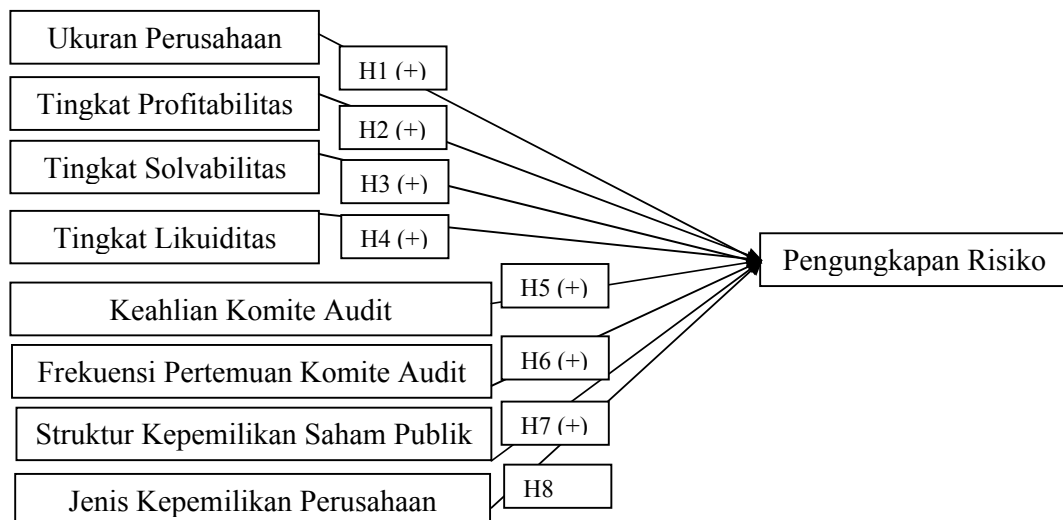 Ukuran Perusahaan
H1 (+)
Tingkat Profitabilitas
H2 (+)
Tingkat Solvabilitas
H3 (+)
Tingkat Likuiditas
H4 (+)
Pengungkapan Risiko
H5 (+)
Keahlian Komite Audit
H6 (+)
Frekuensi Pertemuan Komite Audit
H7 (+)
Struktur Kepemilikan Saham Publik
H8
Jenis Kepemilikan Perusahaan